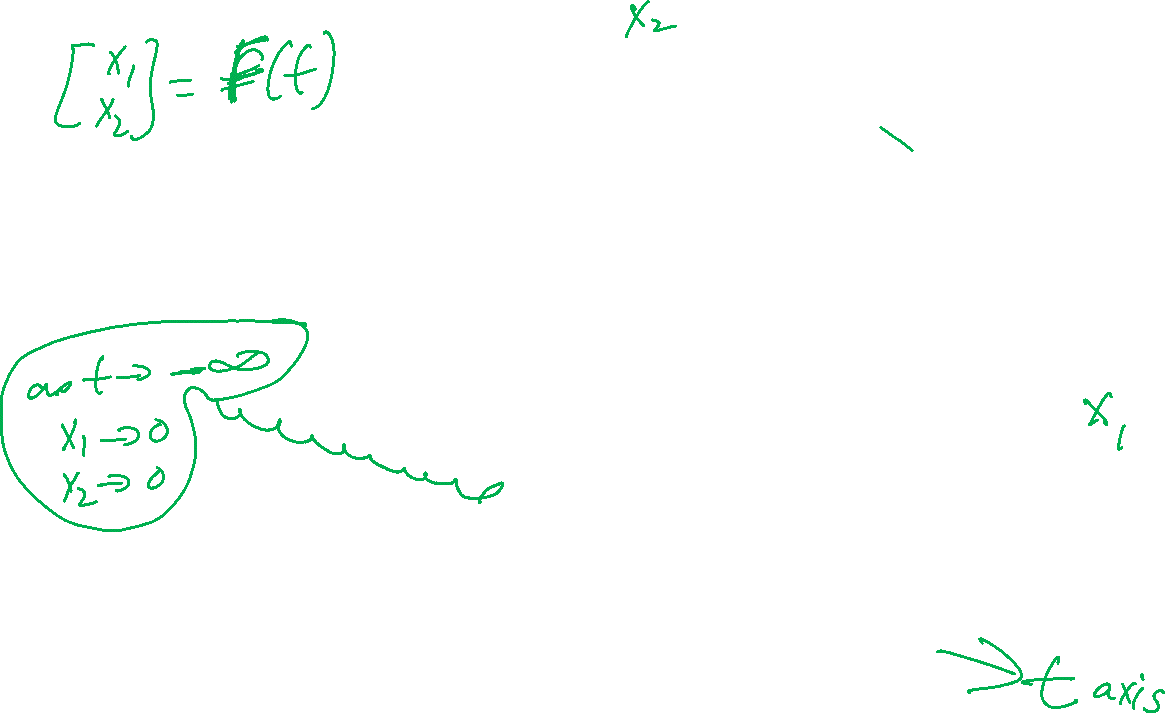 x₂
[x₁ x₂] = F(t)
as t → -∞
x₁ → 0
x₂ → 0
x₁
t axis